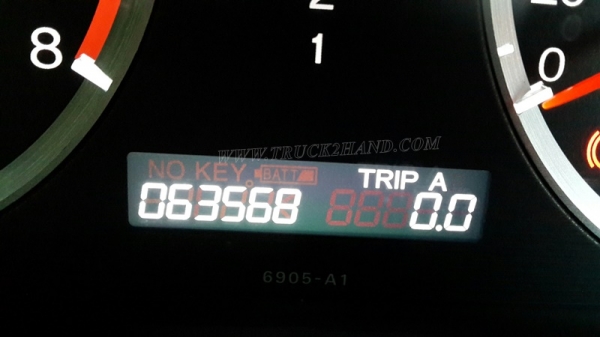 2
8
1
0
WWW.TRUCK2HAND.COM
NO KEY BATT TRIP A
063568 0.0
6905-A1